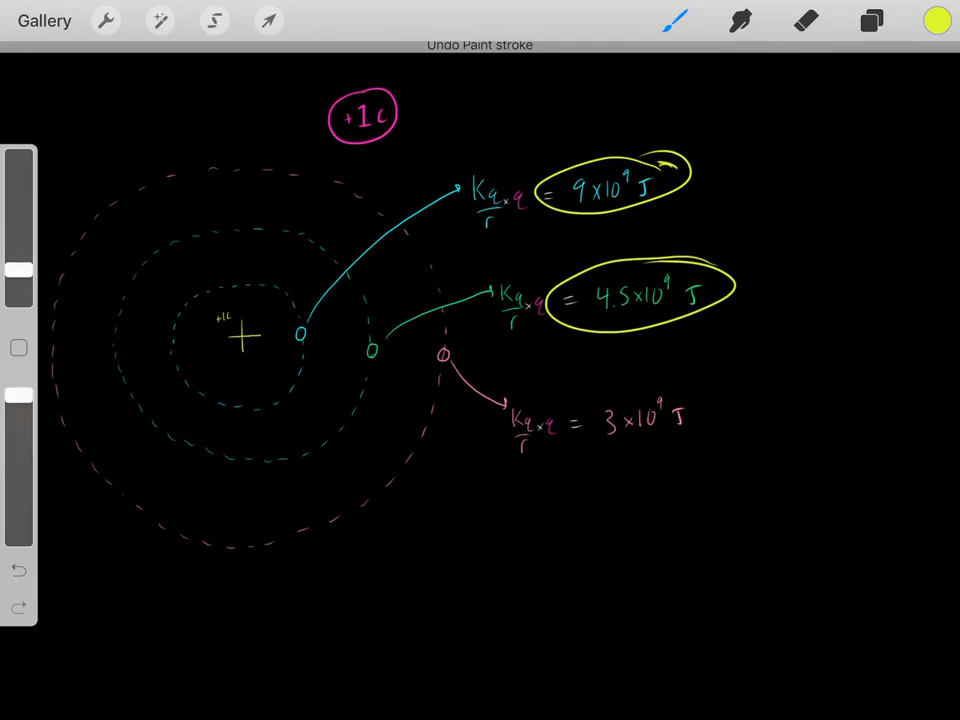 Gallery
Undo Paint stroke
+1C
Kq/r × q = 9×10⁹ J
+1C
Kq/r × q = 4.5×10⁹ J
Kq/r × q = 3×10⁹ J